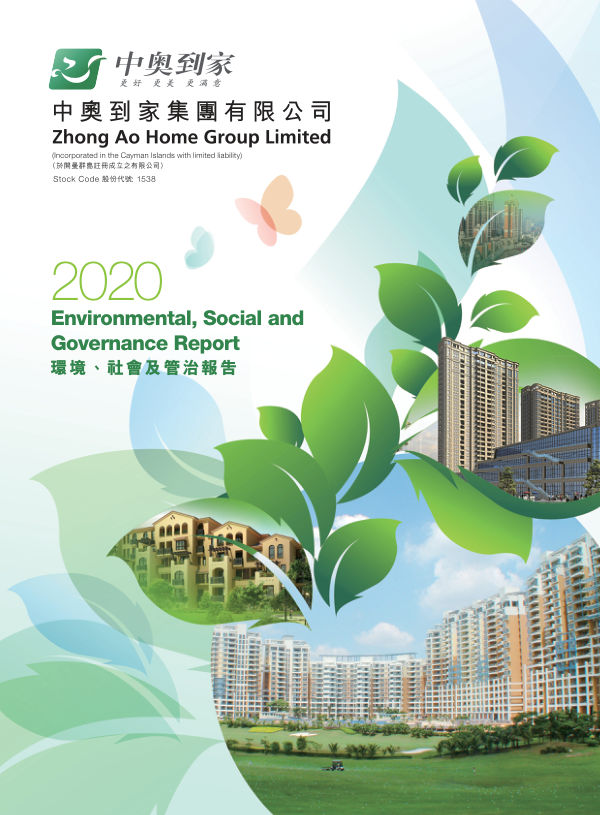 中奥到家
更好 更美 更滿意
中奧到家集團有限公司
Zhong Ao Home Group Limited
(Incorporated in the Cayman Islands with limited liability)
(於開曼群島註冊成立之有限公司)
Stock Code 股份代號: 1538
2020
Environmental, Social and
Governance Report
環境、社會及管治報告